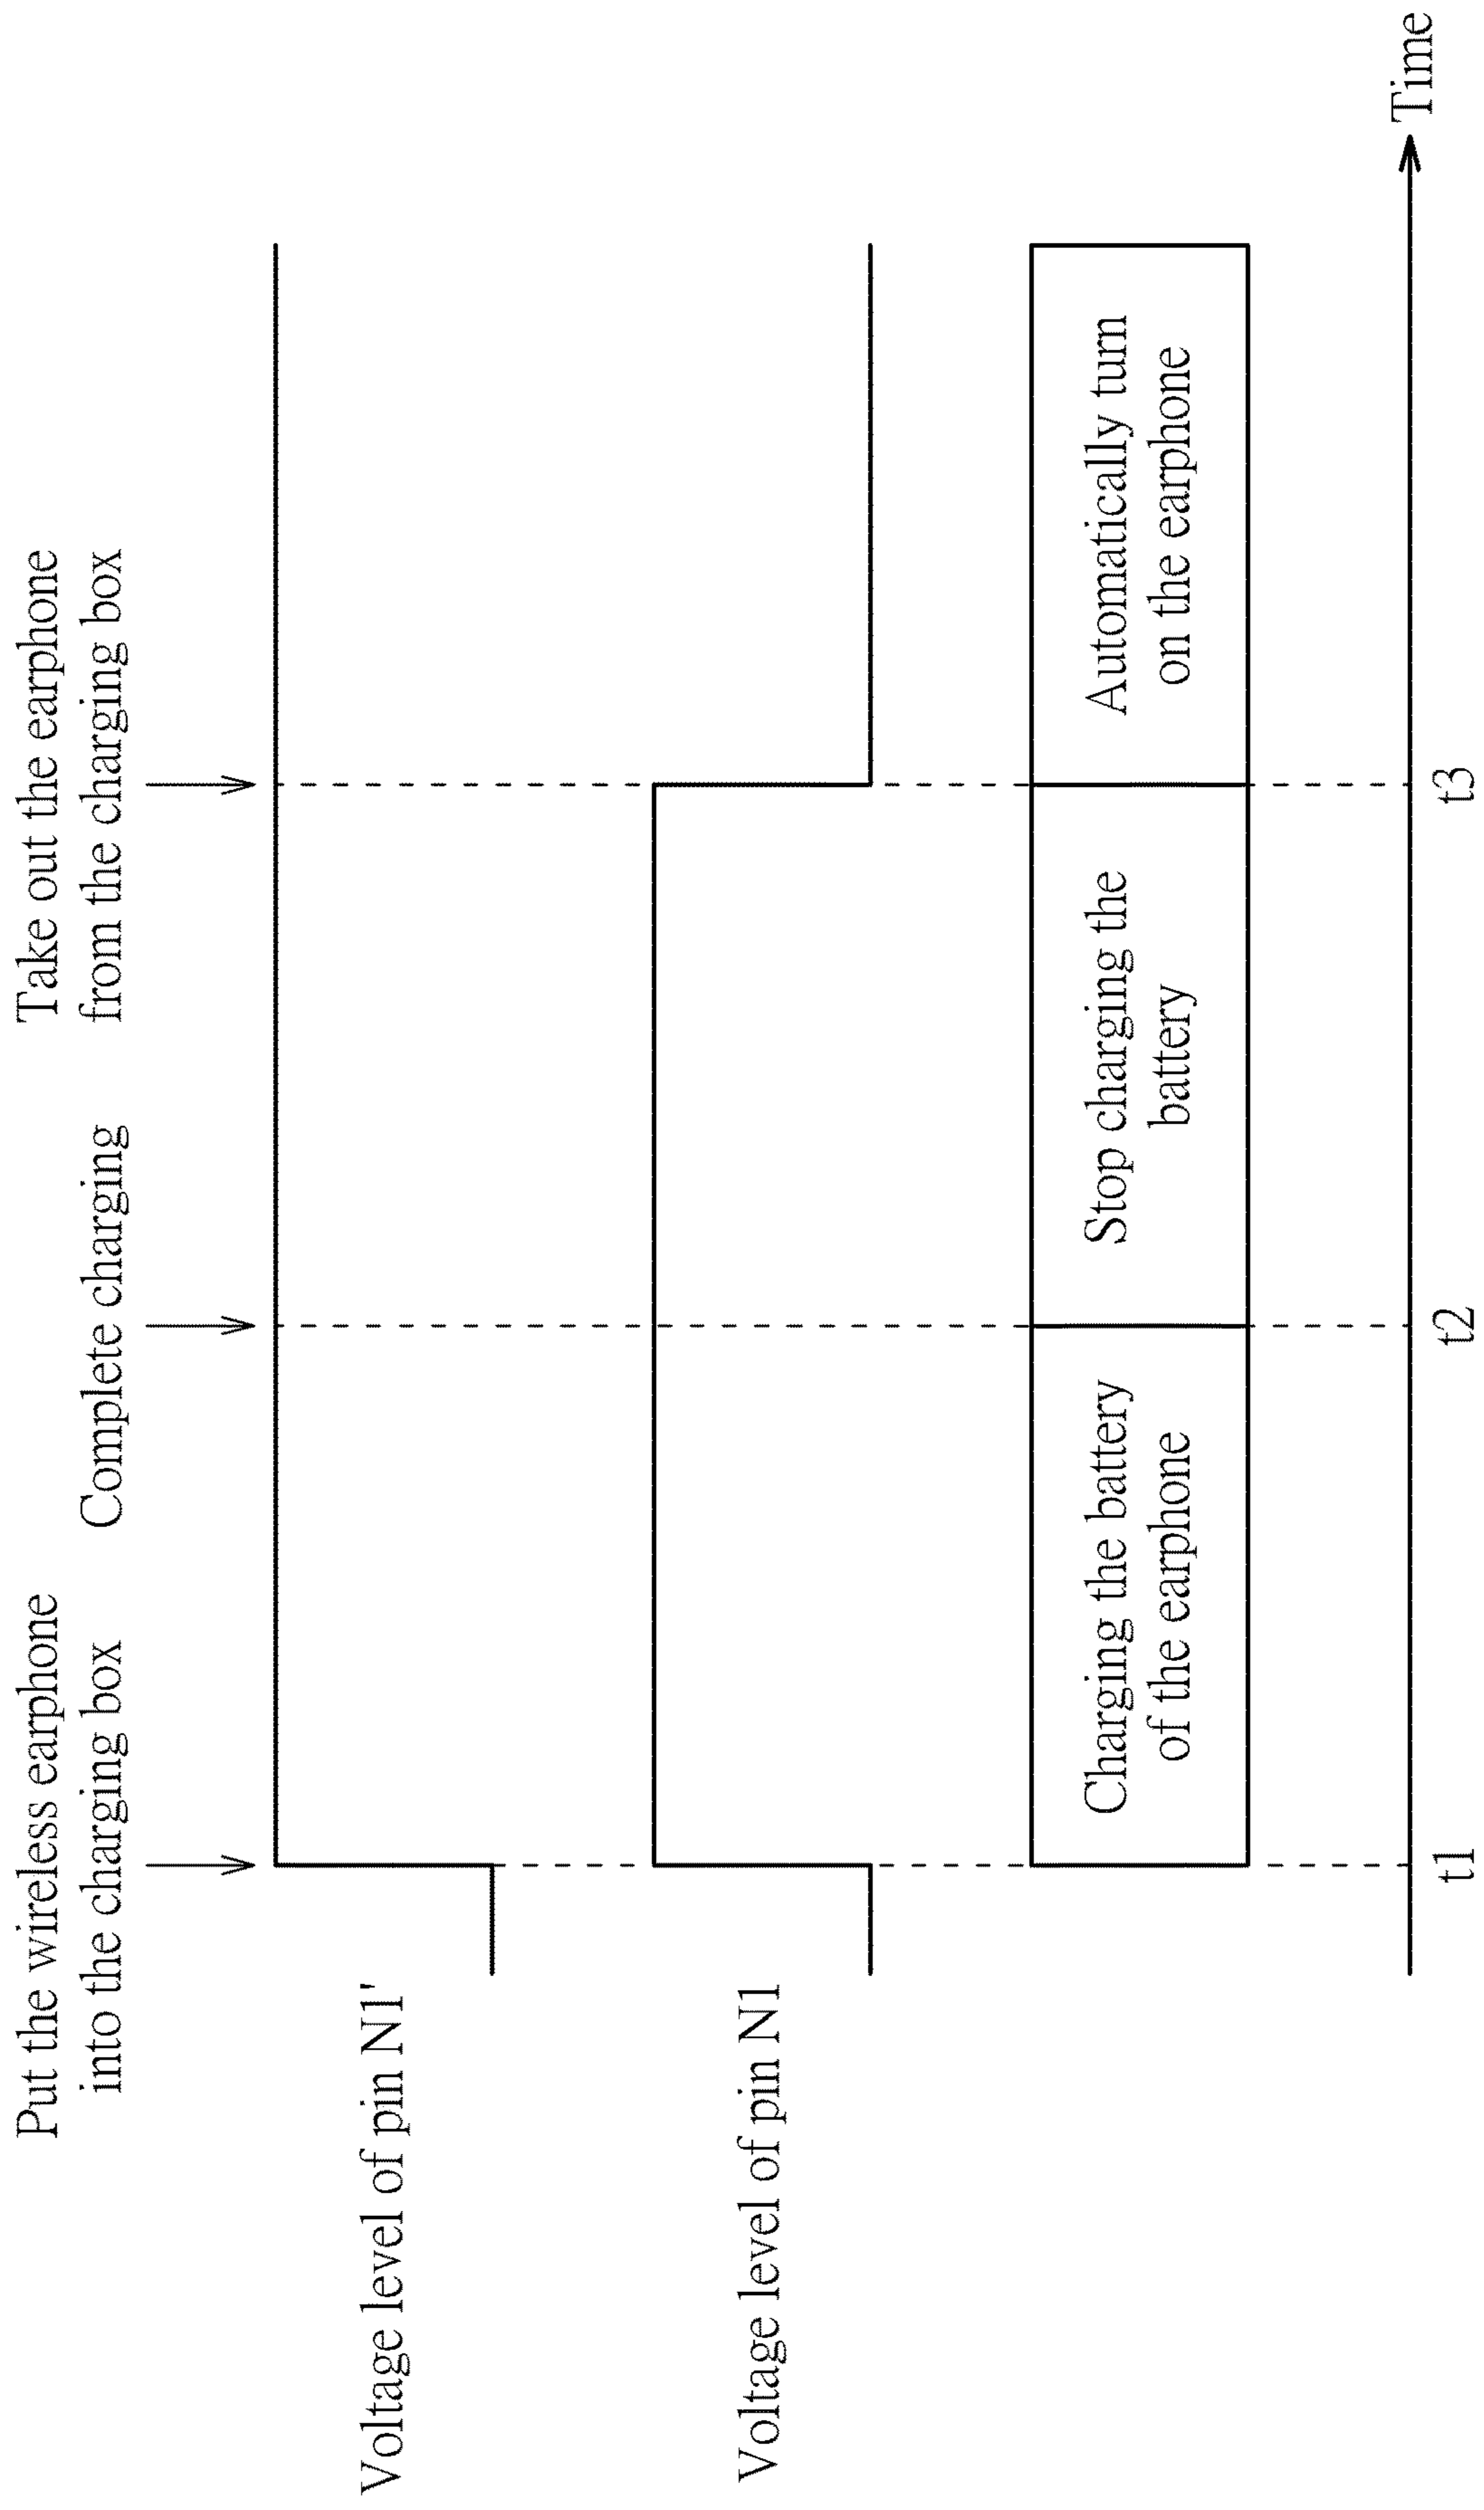 Put the wireless earphone
into the charging box
Complete charging
Take out the earphone
from the charging box
Voltage level of pin N1'
Voltage level of pin N1
Charging the battery
of the earphone
Stop charging the
battery
Automatically turn
on the earphone
t1
t2
t3
Time